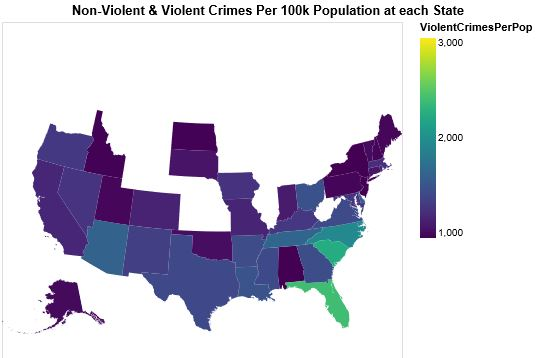 Non-Violent & Violent Crimes Per 100k Population at each State
ViolentCrimesPerPop
3,000
2,000
1,000